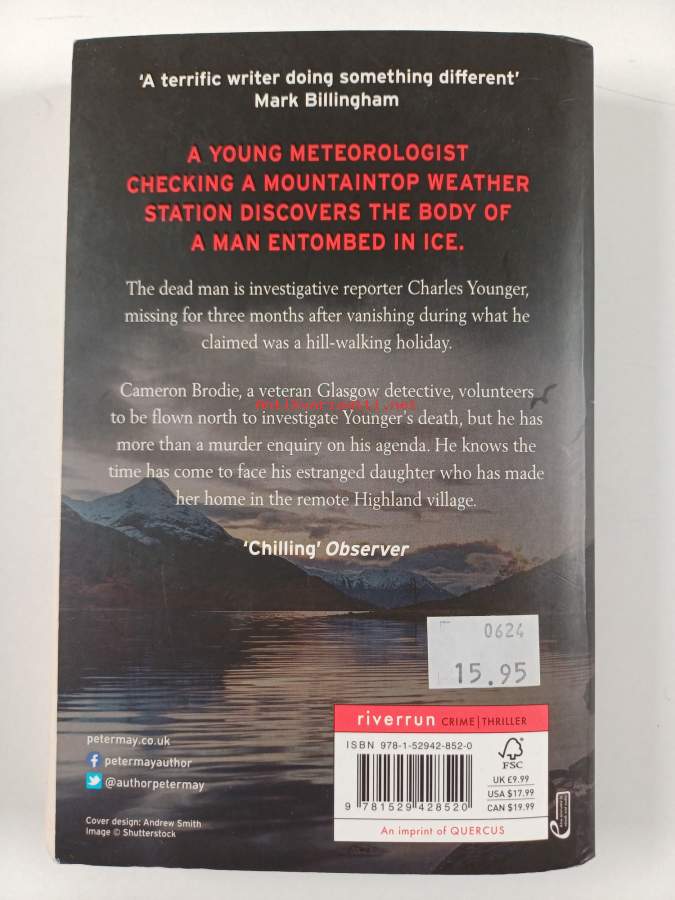 'A terrific writer doing something different'
Mark Billingham
A YOUNG METEOROLOGIST
CHECKING A MOUNTAINTOP WEATHER
STATION DISCOVERS THE BODY OF
A MAN ENTOMBED IN ICE.
The dead man is investigative reporter Charles Younger,
missing for three months after vanishing during what he
claimed was a hill-walking holiday.
Cameron Brodie, a veteran Glasgow detective, volunteers
to be flown north to investigate Younger's death, but he has
more than a murder enquiry on his agenda. He knows the
time has come to face his estranged daughter who has made
her home in the remote Highland village.
'Chilling' Observer
0624
15.95
riverrun CRIME|THRILLER
ISBN 978-1-52942-852-0
FSC
UK £9.99
USA $17.99
CAN $19.99
9 781529 428520
An imprint of QUERCUS
petermay.co.uk
petermayauthor
@authorpetermay
Cover design: Andrew Smith
Image © Shutterstock